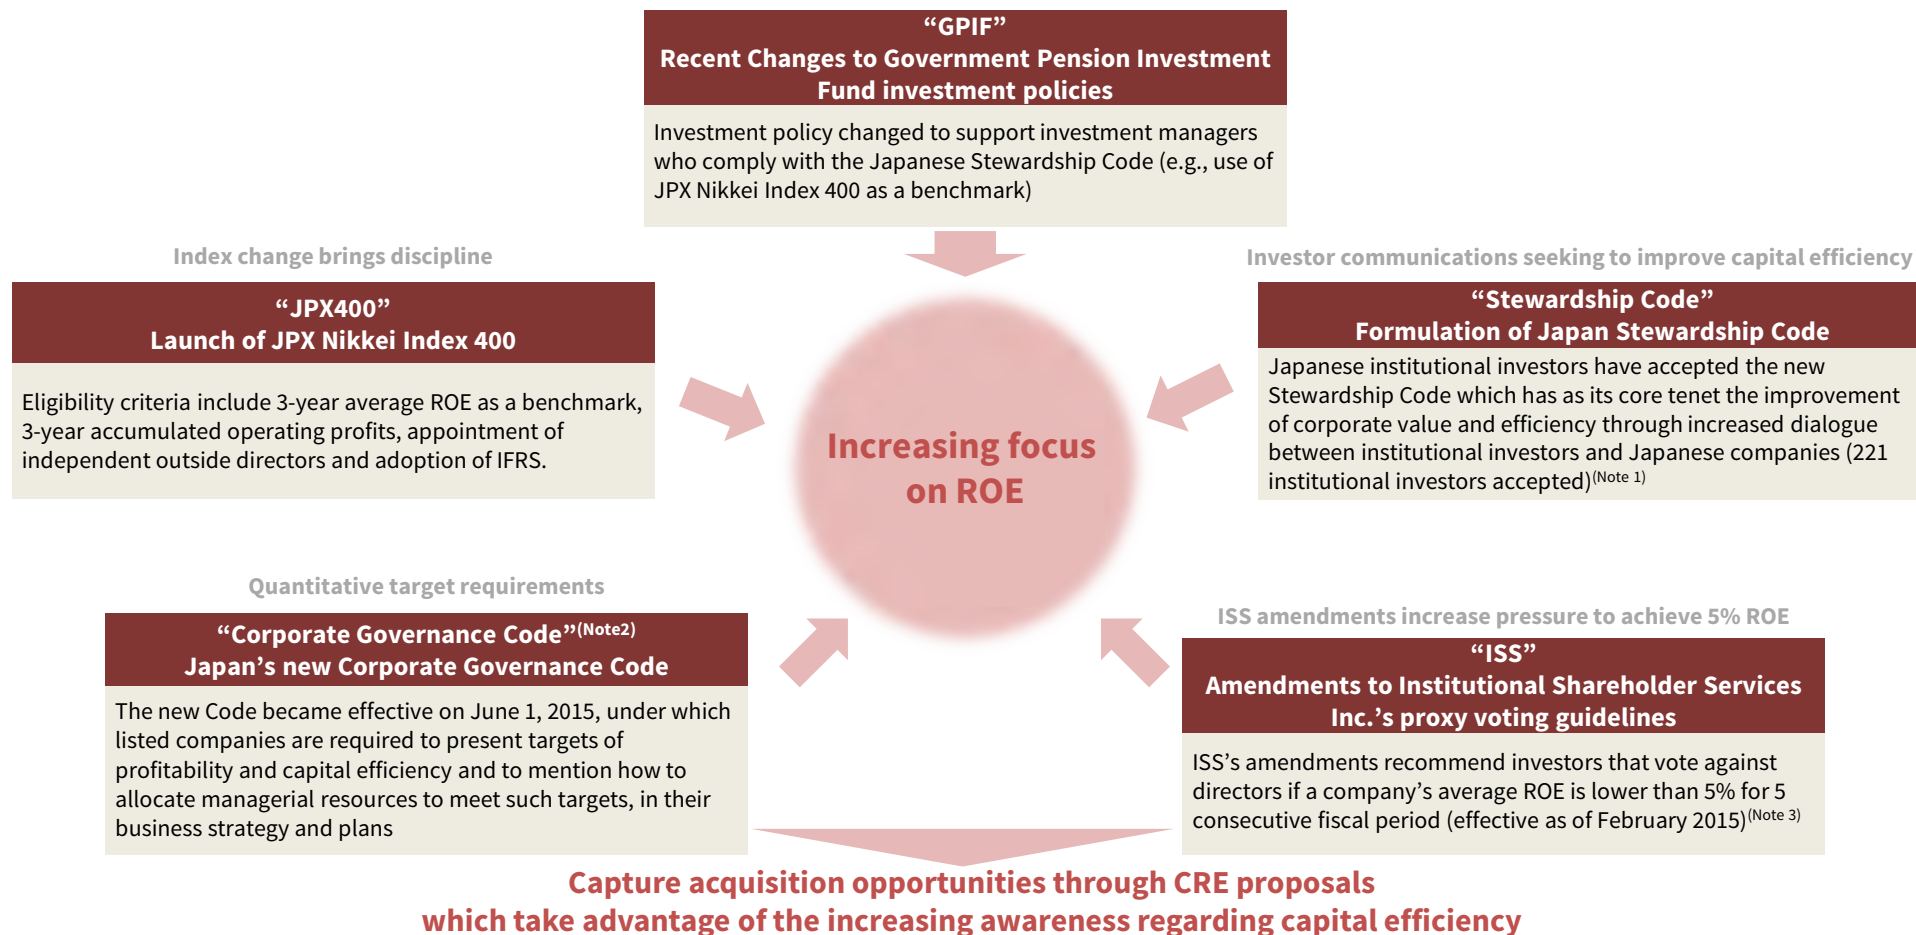 “GPIF”
Recent Changes to Government Pension Investment
Fund investment policies
Investment policy changed to support investment managers
who comply with the Japanese Stewardship Code (e.g., use of
JPX Nikkei Index 400 as a benchmark)
Index change brings discipline
“JPX400”
Launch of JPX Nikkei Index 400
Eligibility criteria include 3-year average ROE as a benchmark,
3-year accumulated operating profits, appointment of
independent outside directors and adoption of IFRS.
Investor communications seeking to improve capital efficiency
“Stewardship Code”
Formulation of Japan Stewardship Code
Japanese institutional investors have accepted the new
Stewardship Code which has as its core tenet the improvement
of corporate value and efficiency through increased dialogue
between institutional investors and Japanese companies (221
institutional investors accepted)(Note 1)
Increasing focus
on ROE
Quantitative target requirements
“Corporate Governance Code”(Note2)
Japan’s new Corporate Governance Code
The new Code became effective on June 1, 2015, under which
listed companies are required to present targets of
profitability and capital efficiency and to mention how to
allocate managerial resources to meet such targets, in their
business strategy and plans
ISS amendments increase pressure to achieve 5% ROE
“ISS”
Amendments to Institutional Shareholder Services
Inc.’s proxy voting guidelines
ISS’s amendments recommend investors that vote against
directors if a company’s average ROE is lower than 5% for 5
consecutive fiscal period (effective as of February 2015)(Note 3)
Capture acquisition opportunities through CRE proposals
which take advantage of the increasing awareness regarding capital efficiency